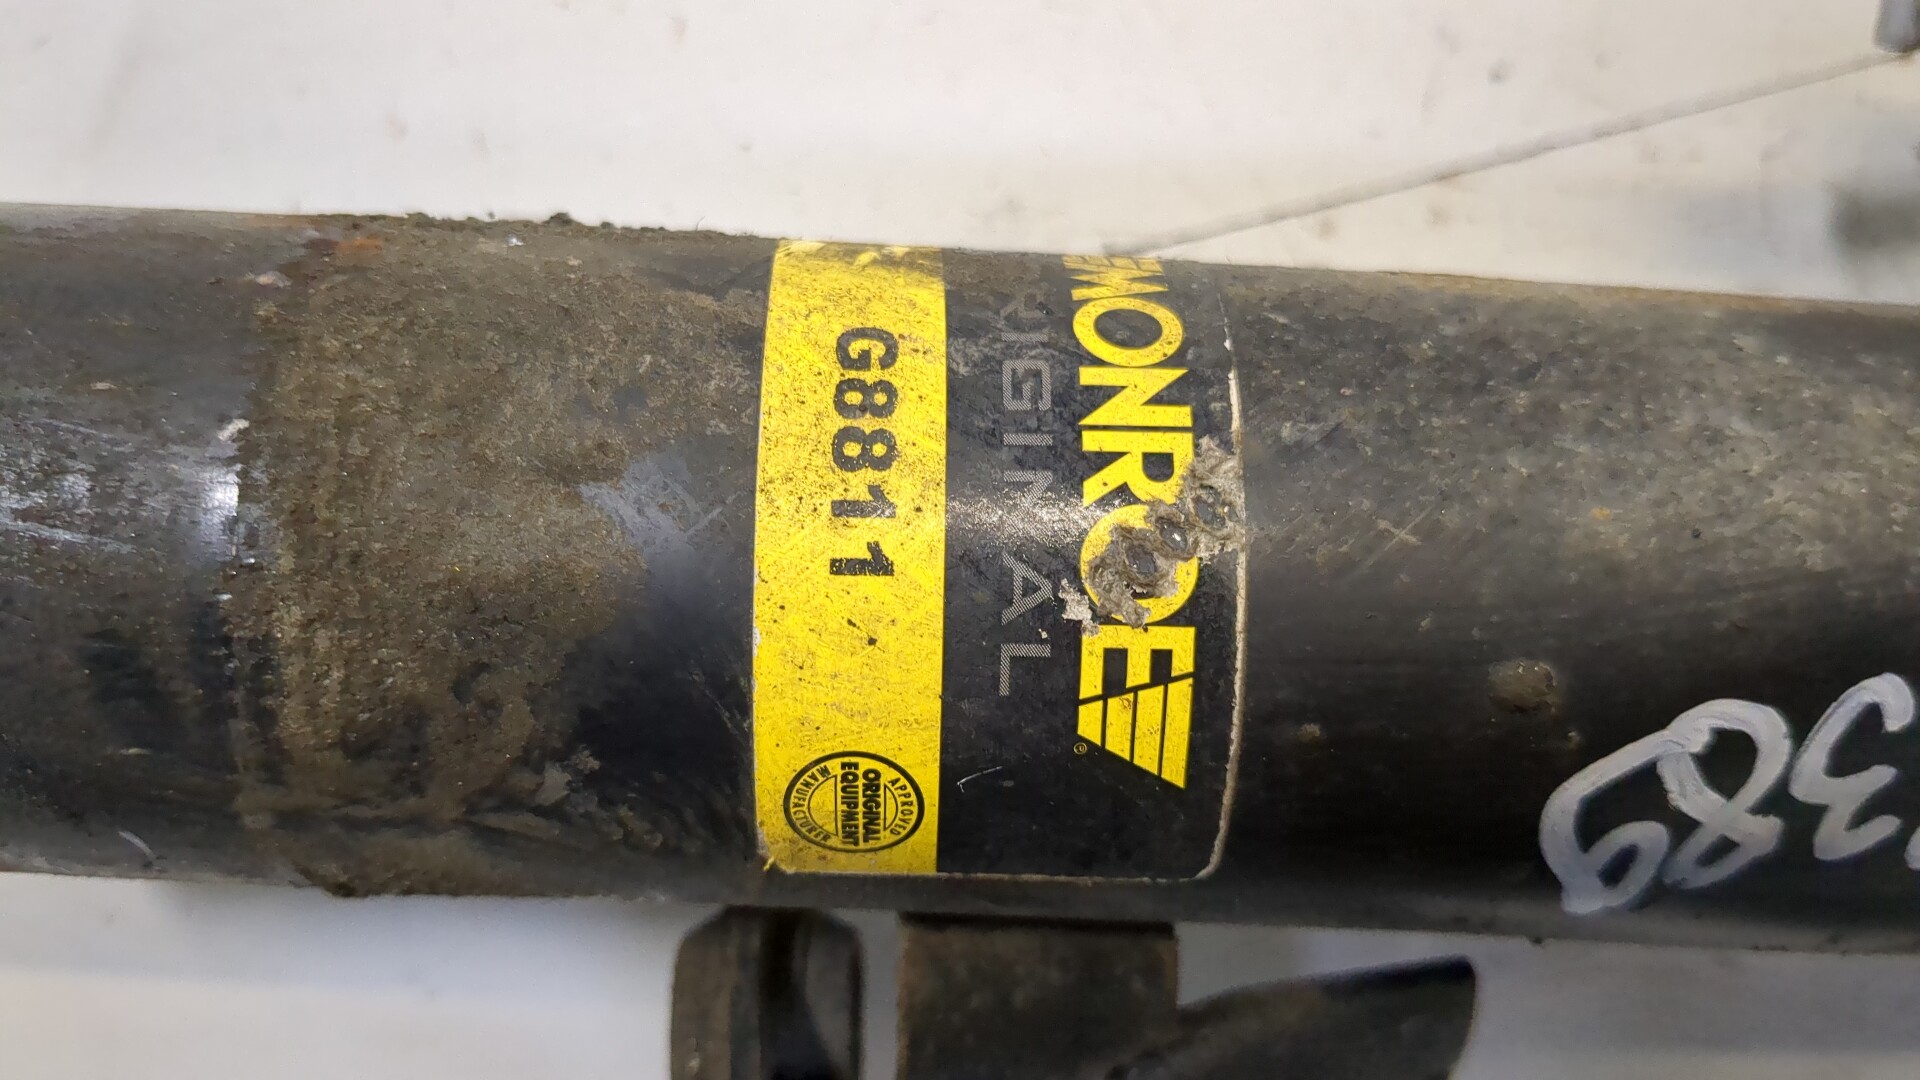 MONROE
®
ORIGINAL
G8811
APPROVED
ORIGINAL
EQUIPMENT
MANUFACTURER